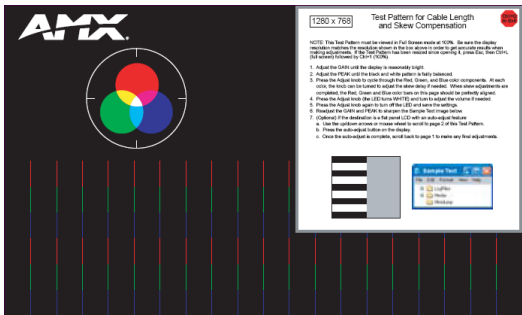 AMX
1280 x 768
Test Pattern for Cable Length
and Skew Compensation
NOTE: This Test Pattern must be viewed in Full Screen mode at 100%. Be sure the display
resolution matches the resolution shown in the box above in order to get accurate results when
making adjustments. If the Test Pattern has been resized since opening it, press Esc, then Ctrl+L
(full screen) followed by Ctrl+1 (100%).
1. Adjust the GAIN until the display is reasonably bright.
2. Adjust the PEAK until the black and white pattern is fairly balanced.
3. Press the Adjust knob to cycle through the Red, Green, and Blue color components. At each
color, the knob can be turned to adjust the skew delay if needed. When skew adjustments are
completed, the Red, Green and Blue color bars on this page should be perfectly aligned.
4. Press the Adjust knob (the LED turns WHITE) and turn to adjust the volume if needed.
5. Press the Adjust knob again to turn off the LED and save the settings.
6. Readjust the GAIN and PEAK to sharpen the Sample Text image below.
7. (Optional) If the destination is a flat panel LCD with an auto-adjust feature
a. Use the up/down arrows or mouse wheel to scroll to page 2 of this Test Pattern.
b. Press the auto-adjust button on the display.
c. Once the auto-adjust is complete, scroll back to page 1 to make any final adjustments.
Sample Text
File Edit Format View Help
LogFiles
Media